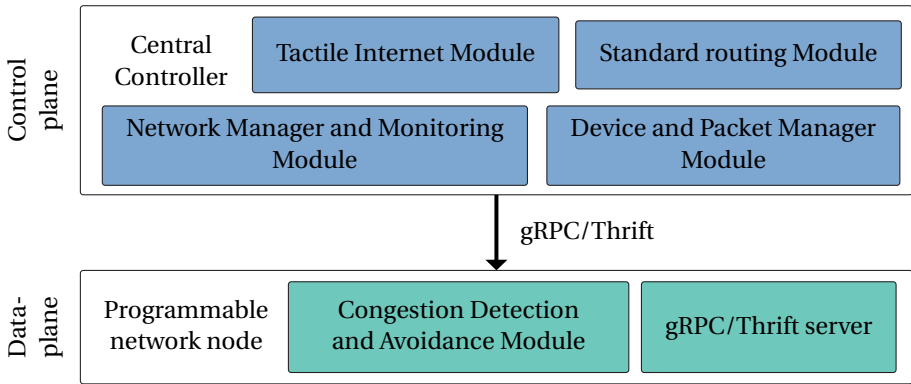 Control
plane
Central
Controller
Tactile Internet Module
Standard routing Module
Network Manager and Monitoring
Module
Device and Packet Manager
Module
gRPC/Thrift
Data-
plane
Programmable
network node
Congestion Detection
and Avoidance Module
gRPC/Thrift server